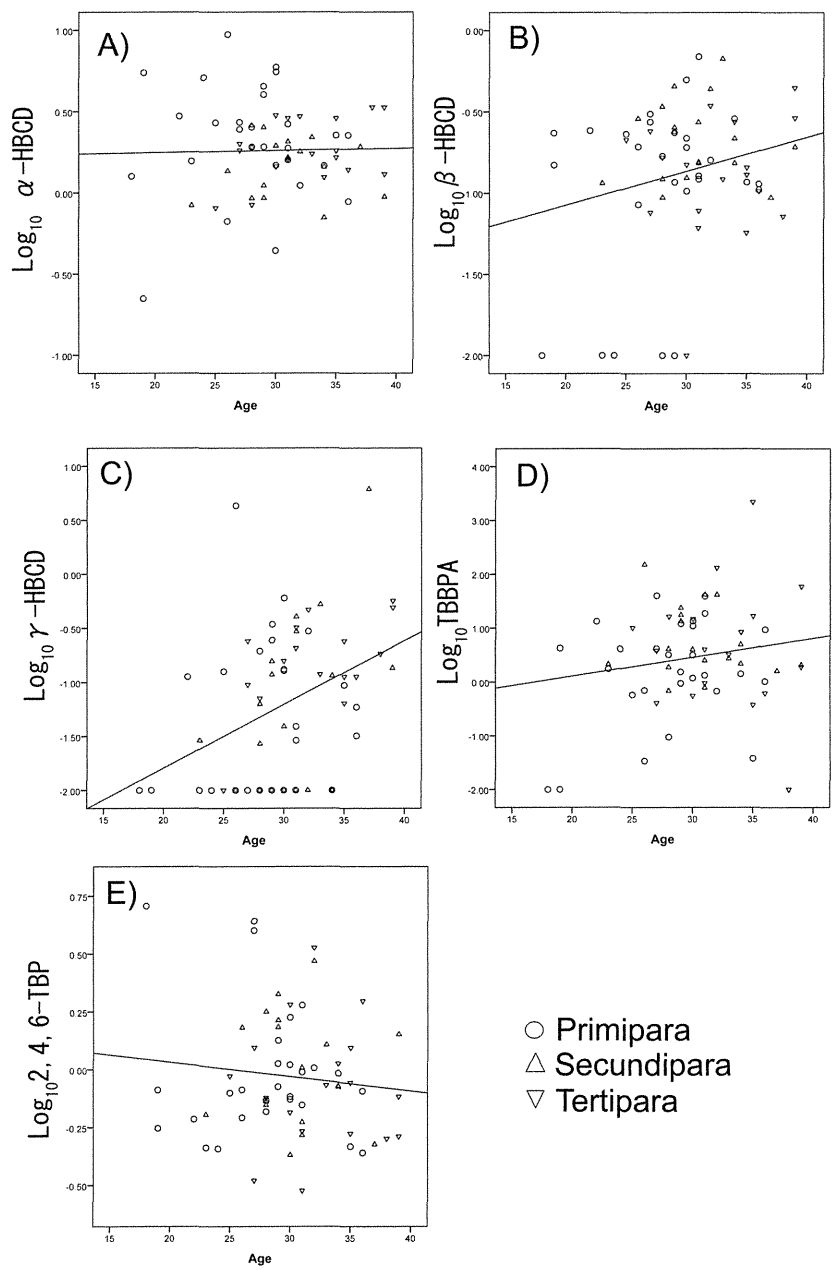 A)
Log10 α-HBCD
1.00
0.50
0.00
-0.50
-1.00
15 20 25 30 35 40
Age
B)
Log10 β-HBCD
0.00
-0.50
-1.00
-1.50
-2.00
15 20 25 30 35 40
Age
C)
Log10 γ-HBCD
1.00
0.50
0.00
-0.50
-1.00
-1.50
-2.00
15 20 25 30 35 40
Age
D)
Log10TBBPA
4.00
3.00
2.00
1.00
0.00
-1.00
-2.00
15 20 25 30 35 40
Age
E)
Log10 2, 4, 6-TBP
0.75
0.50
0.25
0.00
-0.25
-0.50
15 20 25 30 35 40
Age
Primipara
Secundipara
Tertipara